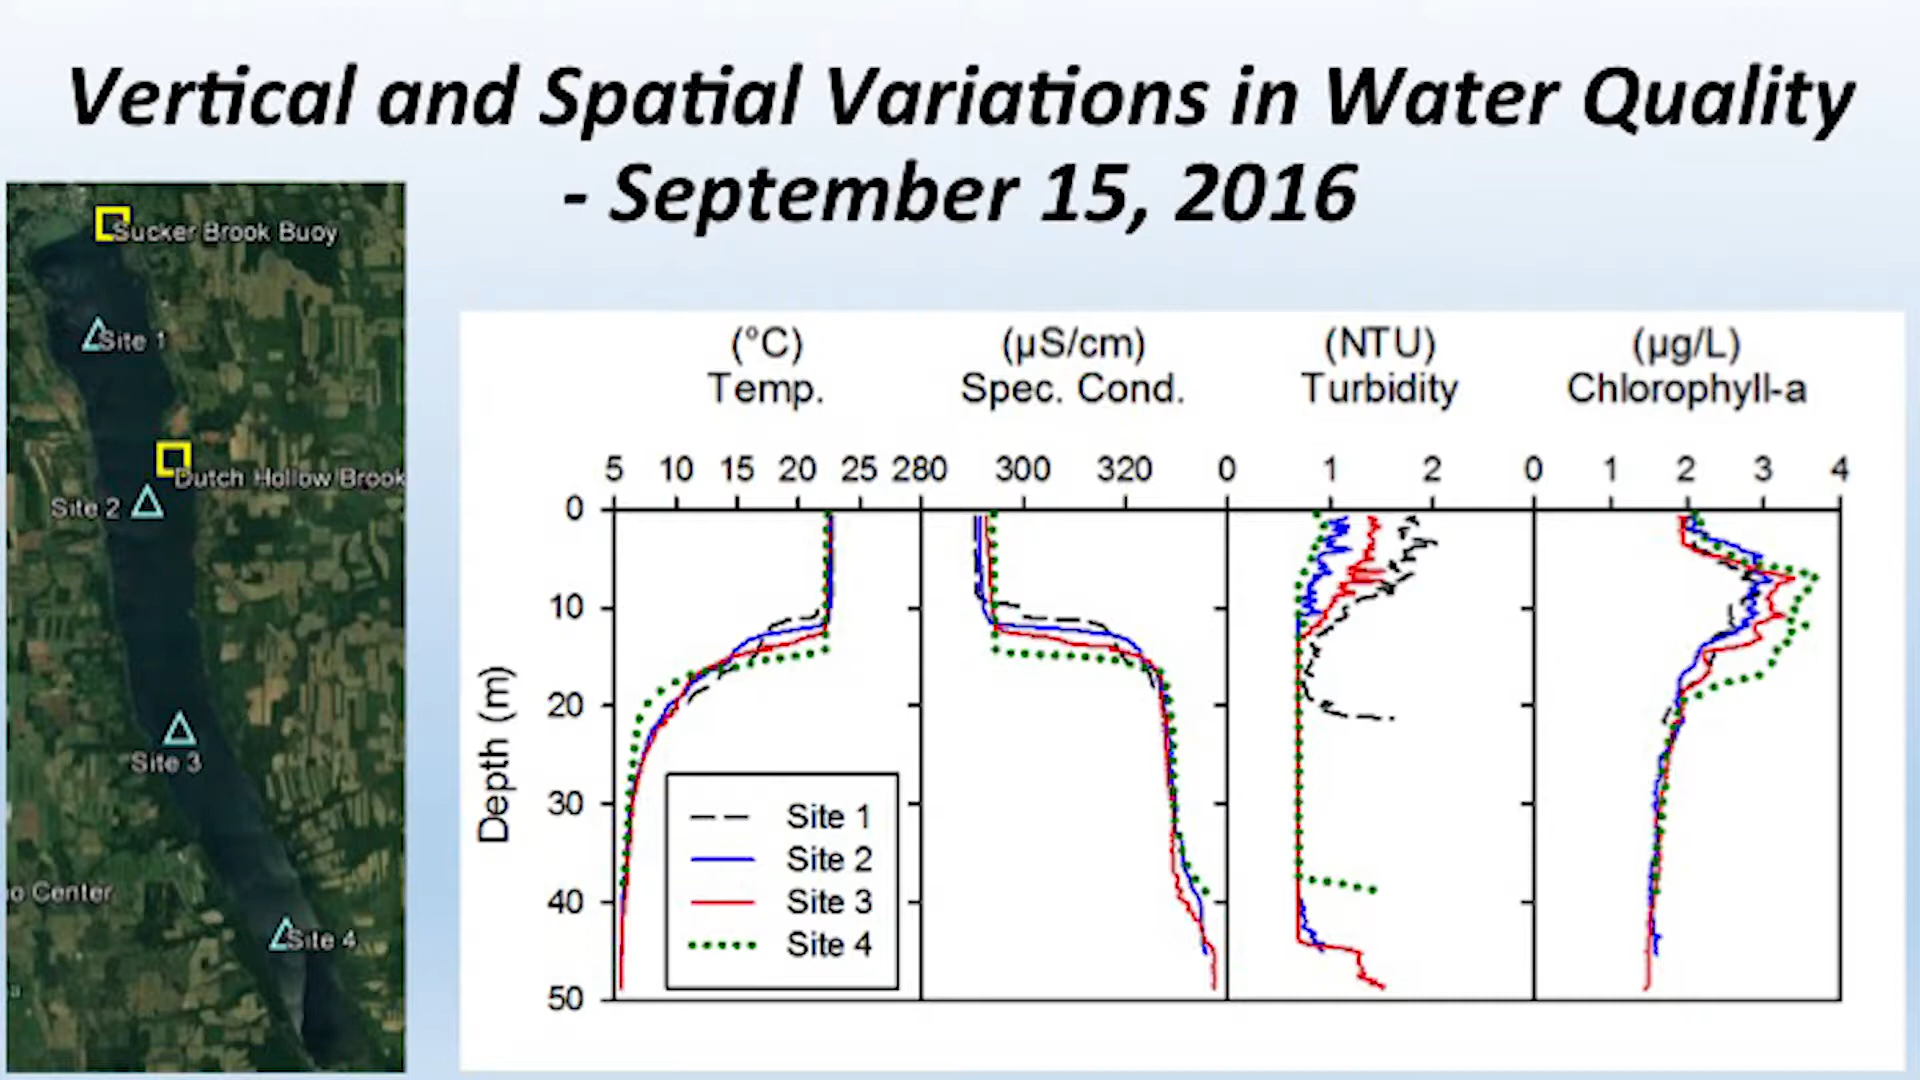 Vertical and Spatial Variations in Water Quality
- September 15, 2016
Sucker Brook Buoy
Site 1
Dutch Hollow Brook
Site 2
Site 3
o Center
Site 4
a
(°C) (µS/cm) (NTU) (µg/L)
Temp. Spec. Cond. Turbidity Chlorophyll-a
5 10 15 20 25 280 300 320 0 1 2 0 1 2 3 4
0
10
20
30
40
50
Depth (m)
Site 1
Site 2
Site 3
Site 4